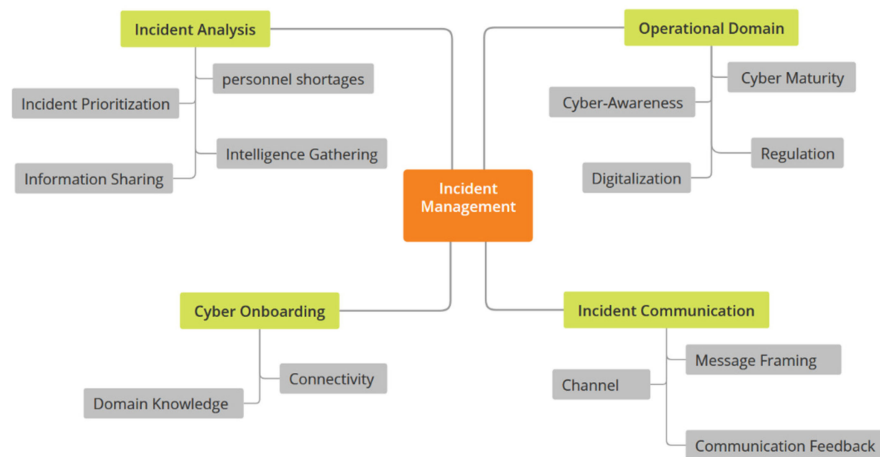 Incident Analysis
personnel shortages
Incident Prioritization
Intelligence Gathering
Information Sharing
Operational Domain
Cyber Maturity
Cyber-Awareness
Regulation
Digitalization
Incident
Management
Cyber Onboarding
Connectivity
Domain Knowledge
Incident Communication
Message Framing
Channel
Communication Feedback